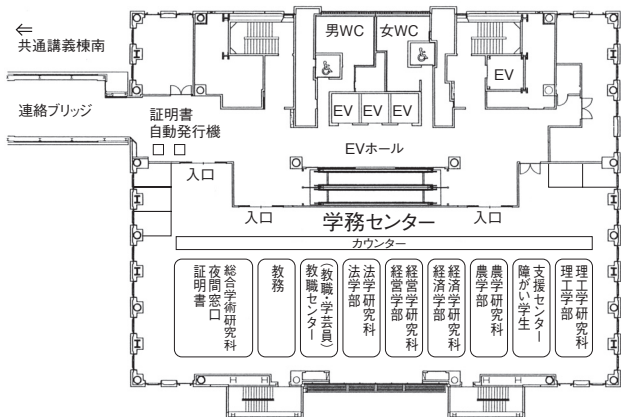 ⇐
共通講義棟南
連絡ブリッジ
証明書
自動発行機
男WC
女WC
EV
EV
EV
EV
EVホール
入口
入口
入口
学務センター
カウンター
総合学術研究科
夜間窓口
証明書
教務
（教職・学芸員）
教職センター
法学研究科
法学部
経営学研究科
経営学部
経済学研究科
経済学部
農学研究科
農学部
支援センター
障がい学生
理工学研究科
理工学部